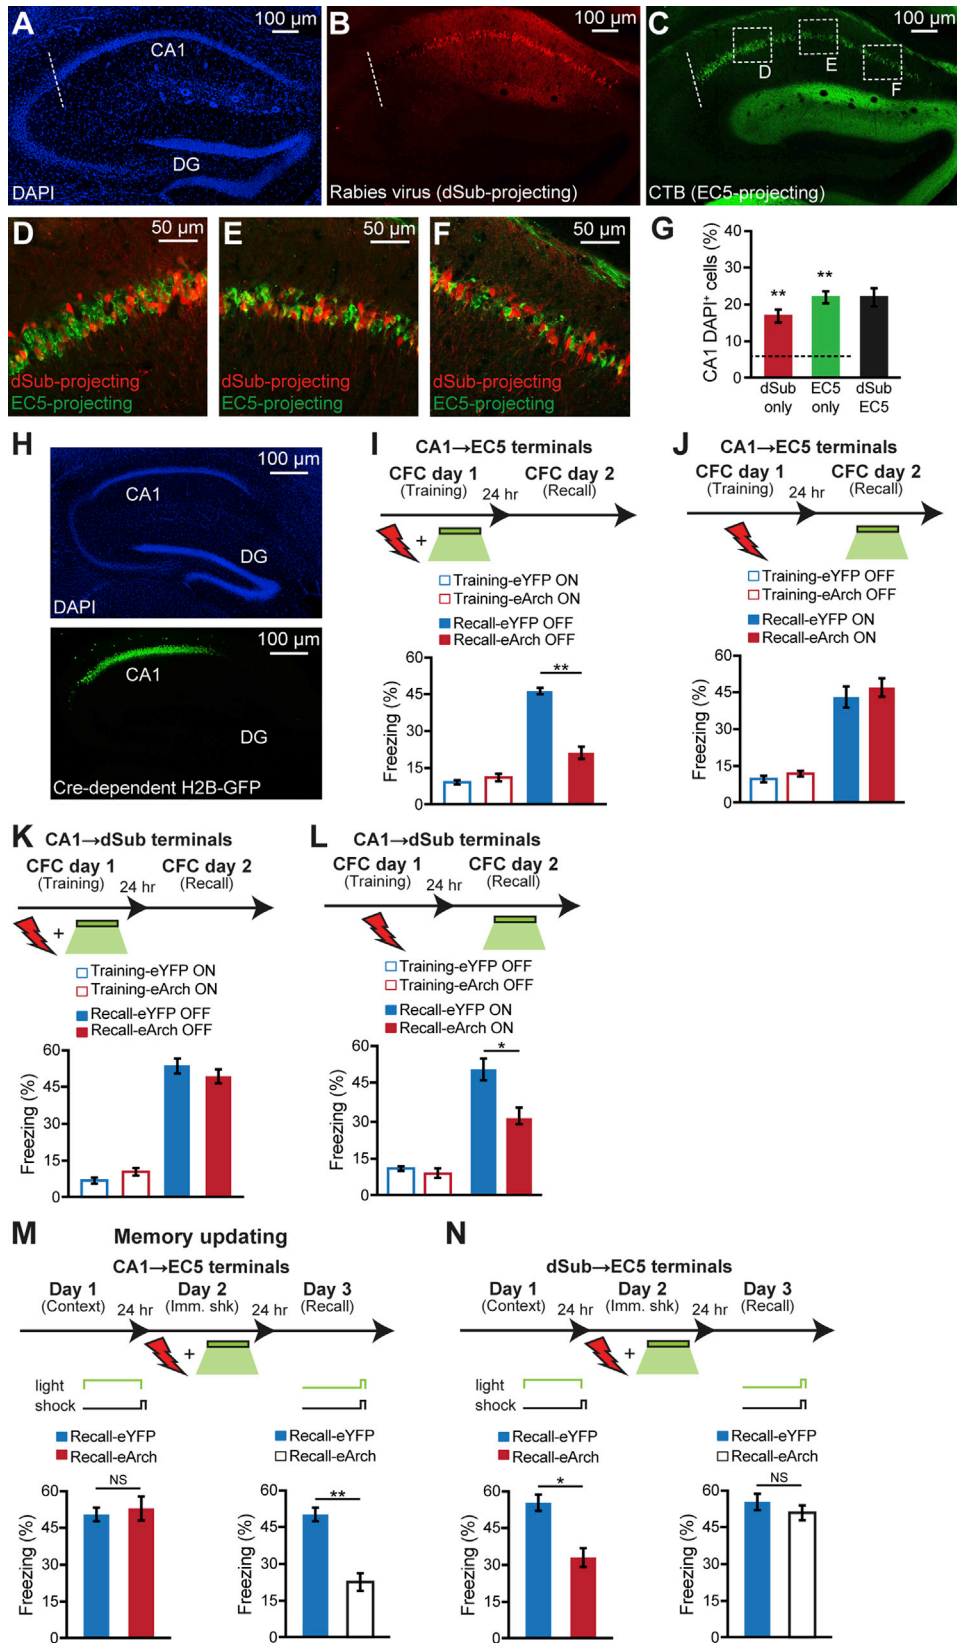 A
100 µm
CA1
DG
DAPI
B
100 µm
Rabies virus (dSub-projecting)
C
100 µm
D
E
F
CTB (EC5-projecting)
D
50 µm
dSub-projecting
EC5-projecting
E
50 µm
dSub-projecting
EC5-projecting
F
50 µm
dSub-projecting
EC5-projecting
G
CA1 DAPI+ cells (%)
40
30
20
10
0
**
**
dSub only
EC5 only
dSub EC5
H
100 µm
CA1
DG
DAPI
100 µm
CA1
DG
Cre-dependent H2B-GFP
I
CA1→EC5 terminals
CFC day 1
(Training)
24 hr
CFC day 2
(Recall)
+
Training-eYFP ON
Training-eArch ON
Recall-eYFP OFF
Recall-eArch OFF
Freezing (%)
60
45
30
15
0
**
J
CA1→EC5 terminals
CFC day 1
(Training)
24 hr
CFC day 2
(Recall)
Training-eYFP OFF
Training-eArch OFF
Recall-eYFP ON
Recall-eArch ON
Freezing (%)
60
45
30
15
0
K
CA1→dSub terminals
CFC day 1
(Training)
24 hr
CFC day 2
(Recall)
+
Training-eYFP ON
Training-eArch ON
Recall-eYFP OFF
Recall-eArch OFF
Freezing (%)
60
45
30
15
0
L
CA1→dSub terminals
CFC day 1
(Training)
24 hr
CFC day 2
(Recall)
Training-eYFP OFF
Training-eArch OFF
Recall-eYFP ON
Recall-eArch ON
Freezing (%)
60
45
30
15
0
*
M
Memory updating
CA1→EC5 terminals
Day 1
(Context)
24 hr
Day 2
(Imm. shk)
24 hr
Day 3
(Recall)
+
light
shock
Recall-eYFP
Recall-eArch
Freezing (%)
60
45
30
15
0
NS
Recall-eYFP
Recall-eArch
Freezing (%)
60
45
30
15
0
**
N
dSub→EC5 terminals
Day 1
(Context)
24 hr
Day 2
(Imm. shk)
24 hr
Day 3
(Recall)
+
light
shock
Recall-eYFP
Recall-eArch
Freezing (%)
60
45
30
15
0
*
Recall-eYFP
Recall-eArch
Freezing (%)
60
45
30
15
0
NS